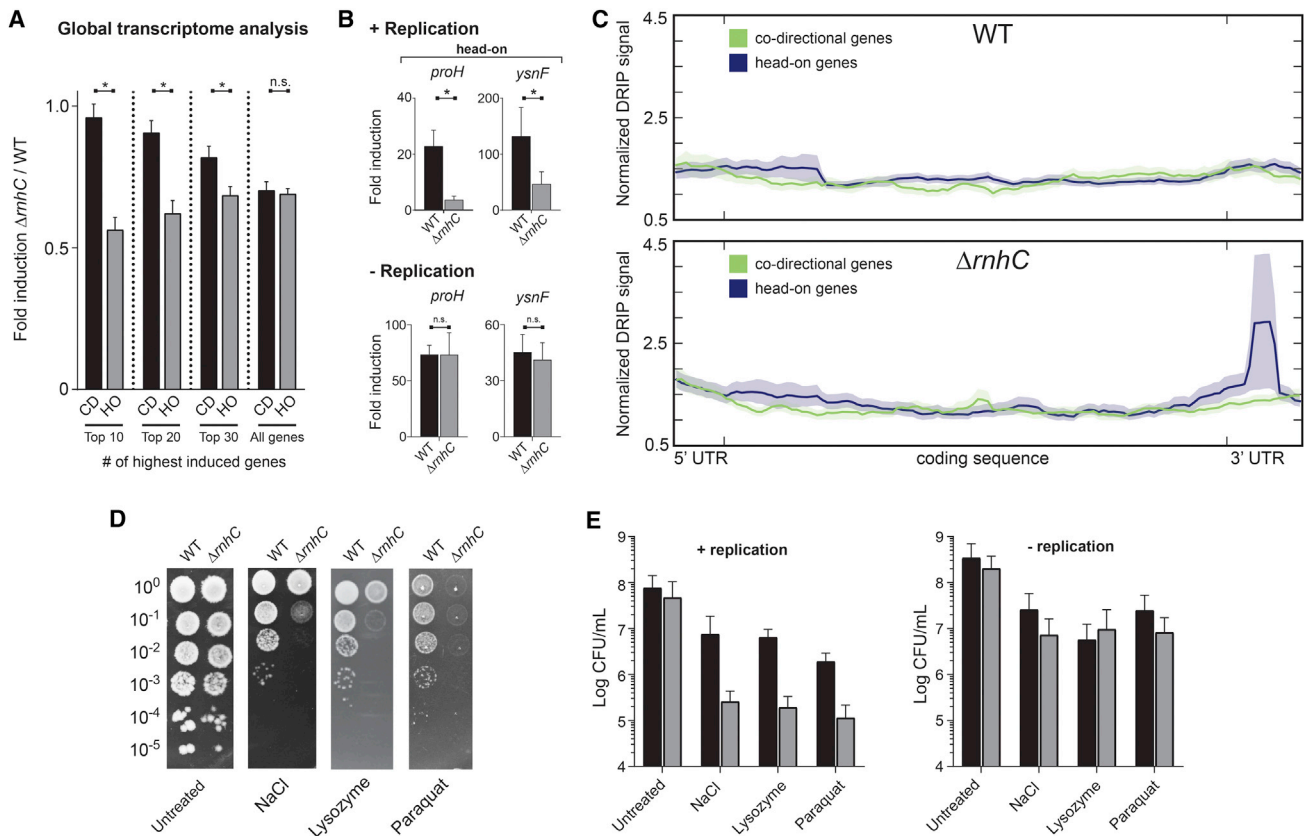 A
Global transcriptome analysis
Fold induction ΔrnhC / WT
1.0
0.5
0
*
*
*
n.s.
CD HO CD HO CD HO CD HO
Top 10 Top 20 Top 30 All genes
# of highest induced genes
B
+ Replication
head-on
proH ysnF
Fold induction
40
20
0
*
200
100
0
*
WT ΔrnhC WT ΔrnhC
- Replication
proH ysnF
Fold induction
100
50
0
n.s.
60
30
0
n.s.
WT ΔrnhC WT ΔrnhC
C
Normalized DRIP signal
4.5
2.5
0.5
co-directional genes
head-on genes
WT
Normalized DRIP signal
4.5
2.5
0.5
co-directional genes
head-on genes
ΔrnhC
5' UTR coding sequence 3' UTR
D
WT ΔrnhC WT ΔrnhC WT ΔrnhC WT ΔrnhC
10⁰
10⁻¹
10⁻²
10⁻³
10⁻⁴
10⁻⁵
Untreated NaCl Lysozyme Paraquat
E
Log CFU/mL
9
8
7
6
5
4
+ replication
Untreated NaCl Lysozyme Paraquat
Log CFU/mL
9
8
7
6
5
4
- replication
Untreated NaCl Lysozyme Paraquat